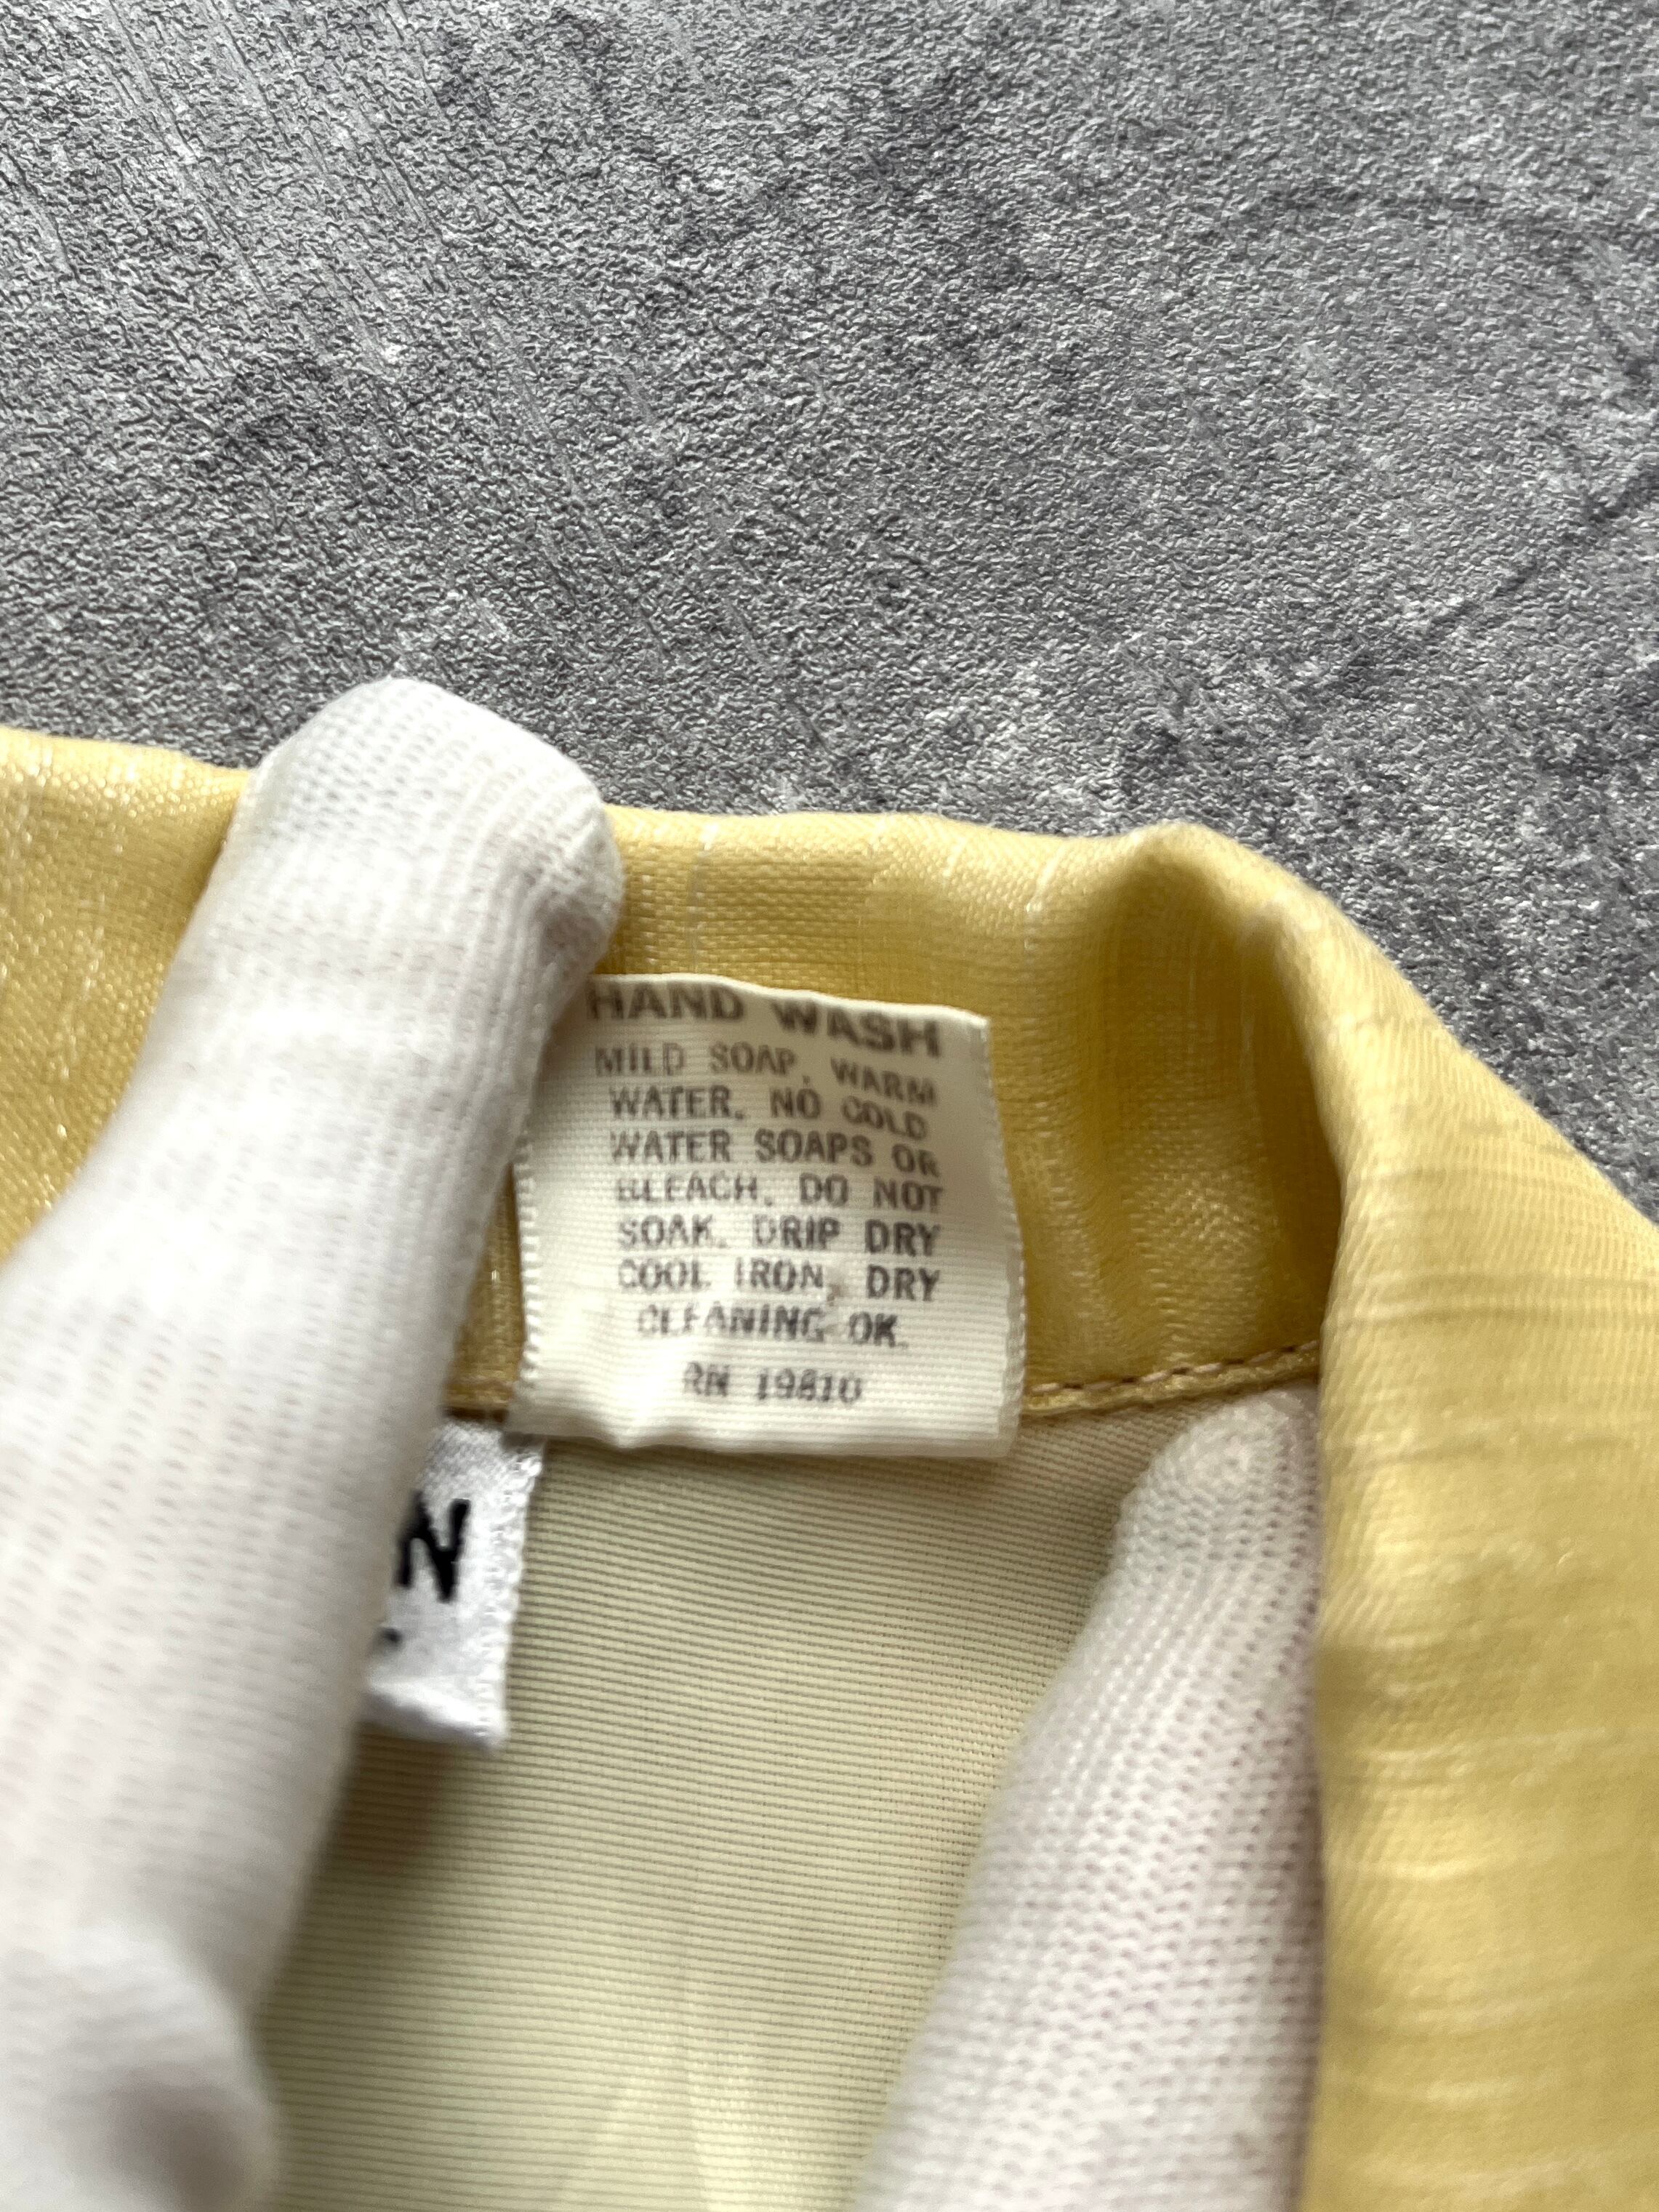 HAND WASH
MILD SOAP, WARM
WATER. NO COLD
WATER SOAPS OR
BLEACH. DO NOT
SOAK. DRIP DRY
COOL IRON, DRY
CLEANING OK.
RN 19810
N